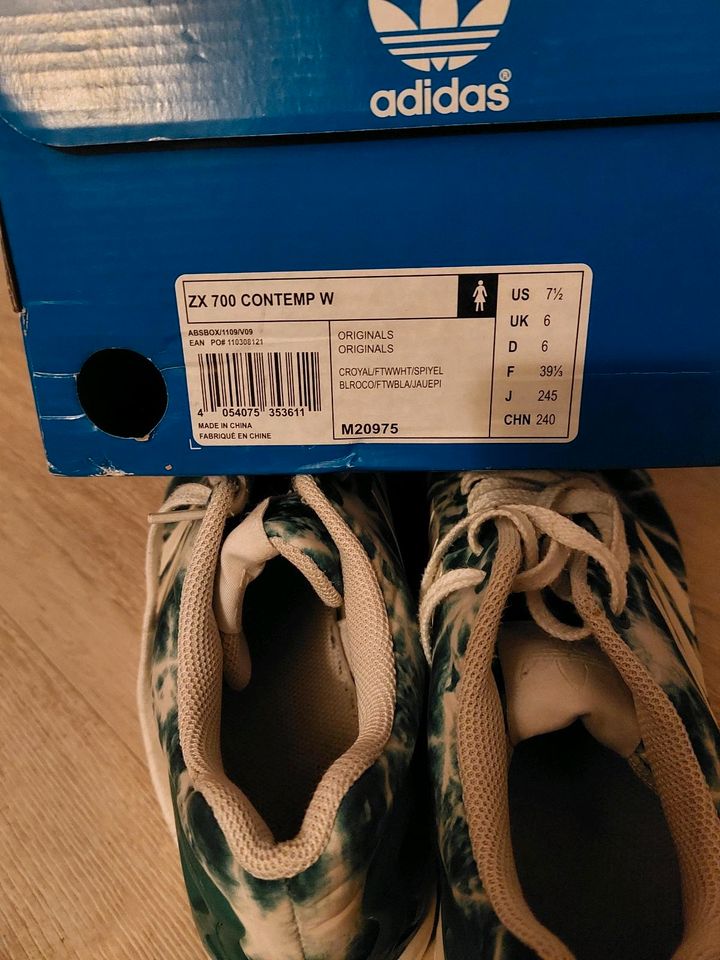 adidas®
ZX 700 CONTEMP W
ABSBOX/1109/V09
EAN PO# 110308121
4 054075 353611
MADE IN CHINA
FABRIQUÉ EN CHINE
ORIGINALS
ORIGINALS
CROYAL/FTWWHT/SPIYEL
BLROCO/FTWBLA/JAUEPI
M20975
US 7½
UK 6
D 6
F 39⅓
J 245
CHN 240